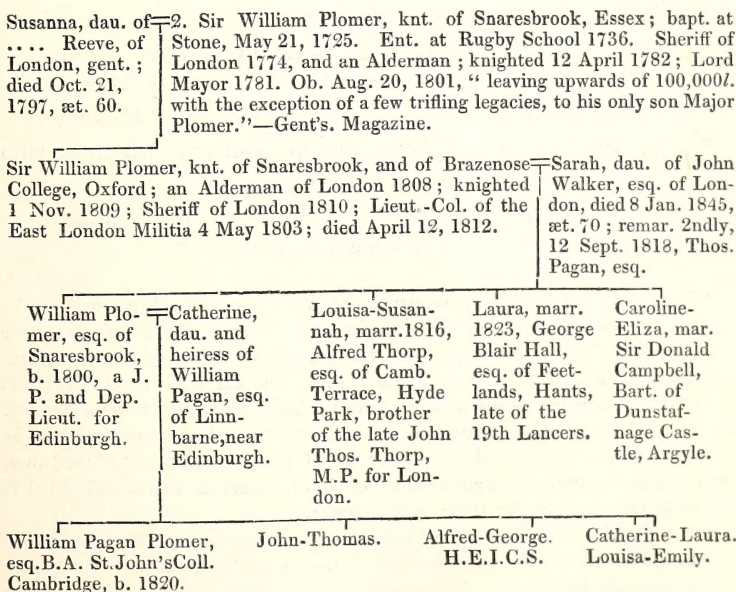 Susanna, dau. of
.... Reeve, of
London, gent. ;
died Oct. 21,
1797, æt. 60.
2. Sir William Plomer, knt. of Snaresbrook, Essex ; bapt. at
Stone, May 21, 1725. Ent. at Rugby School 1736. Sheriff of
London 1774, and an Alderman ; knighted 12 April 1782 ; Lord
Mayor 1781. Ob. Aug. 20, 1801, “ leaving upwards of 100,000l.
with the exception of a few trifling legacies, to his only son Major
Plomer.”—Gent's. Magazine.
Sir William Plomer, knt. of Snaresbrook, and of Brazenose
College, Oxford ; an Alderman of London 1808 ; knighted
1 Nov. 1809 ; Sheriff of London 1810 ; Lieut.-Col. of the
East London Militia 4 May 1803 ; died April 12, 1812.
Sarah, dau. of John
Walker, esq. of Lon-
don, died 8 Jan. 1845,
æt. 70 ; remar. 2ndly,
12 Sept. 1818, Thos.
Pagan, esq.
William Plo-
mer, esq. of
Snaresbrook,
b. 1800, a J.
P. and Dep.
Lieut. for
Edinburgh.
Catherine,
dau. and
heiress of
William
Pagan, esq.
of Linn-
barne,near
Edinburgh.
Louisa-Susan-
nah, marr.1816,
Alfred Thorp,
esq. of Camb.
Terrace, Hyde
Park, brother
of the late John
Thos. Thorp,
M.P. for Lon-
don.
Laura, marr.
1823, George
Blair Hall,
esq. of Feet-
lands, Hants,
late of the
19th Lancers.
Caroline-
Eliza, mar.
Sir Donald
Campbell,
Bart. of
Dunstaf-
nage Cas-
tle, Argyle.
William Pagan Plomer,
esq.B.A. St.John'sColl.
Cambridge, b. 1820.
John-Thomas.
Alfred-George.
H.E.I.C.S.
Catherine-Laura.
Louisa-Emily.